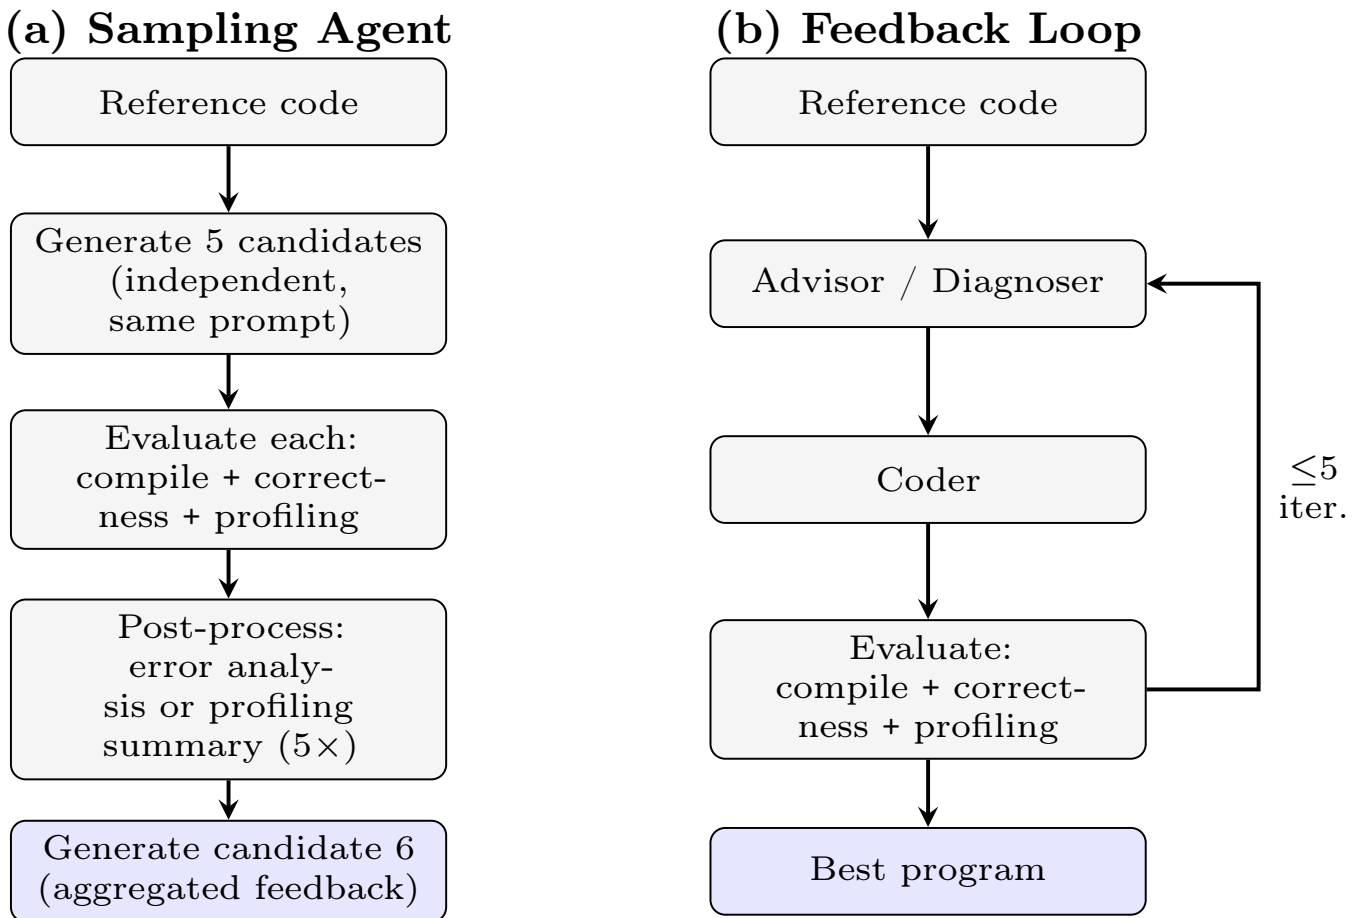 (a) Sampling Agent
Reference code
Generate 5 candidates
(independent,
same prompt)
Evaluate each:
compile + correct-
ness + profiling
Post-process:
error analy-
sis or profiling
summary (5×)
Generate candidate 6
(aggregated feedback)
(b) Feedback Loop
Reference code
Advisor / Diagnoser
Coder
Evaluate:
compile + correct-
ness + profiling
≤5
iter.
Best program